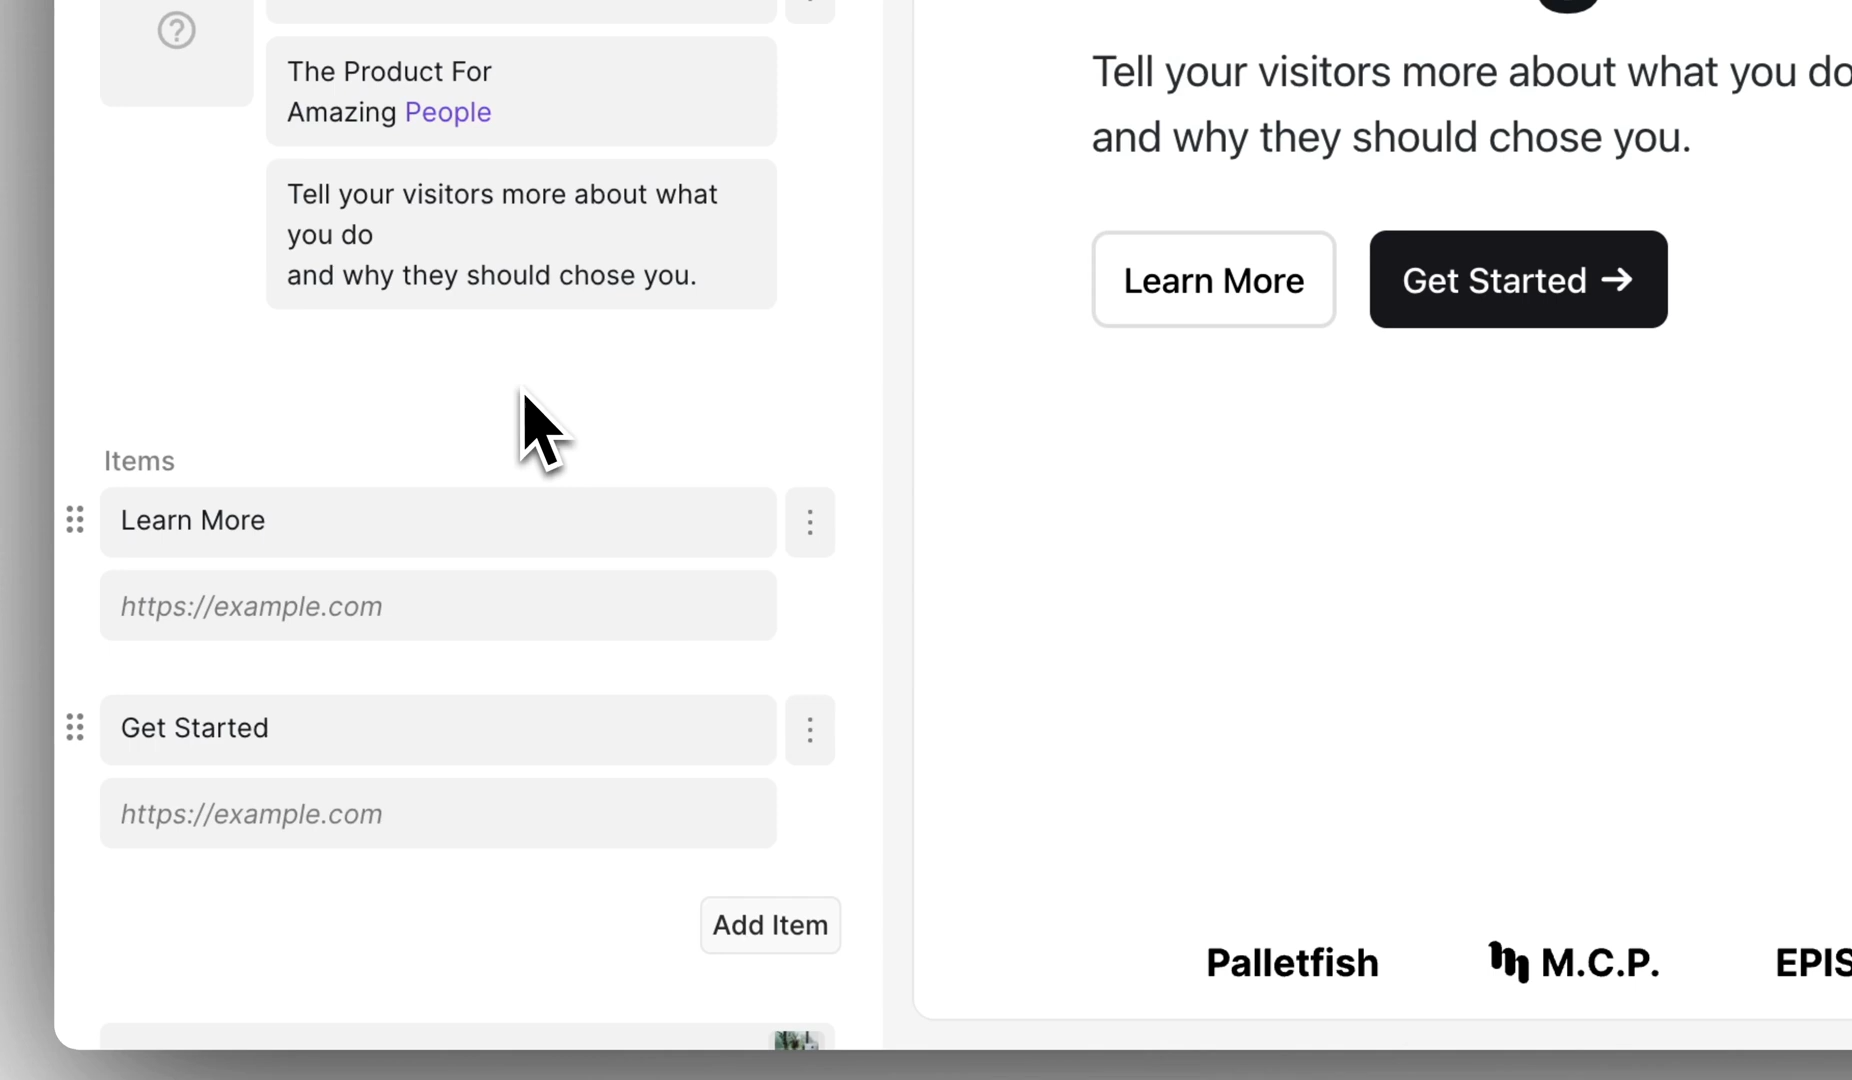 The Product For
Amazing People
Tell your visitors more about what
you do
and why they should chose you.
Items
Learn More
https://example.com
Get Started
https://example.com
Add Item
Tell your visitors more about what you do
and why they should chose you.
Learn More
Get Started →
Palletfish
M.C.P.
EPIS